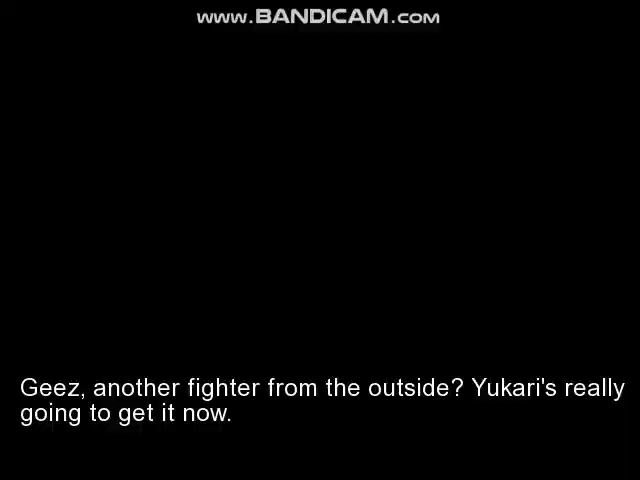 www.BANDICAM.com
Geez, another fighter from the outside? Yukari's really
going to get it now.